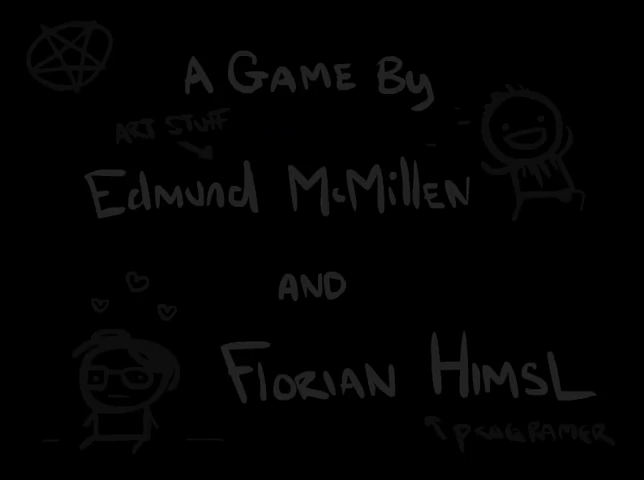 A GAME By
ART STUFF
Edmund McMillEN
AND
FloRIAN HIMSL
pROGRAMER